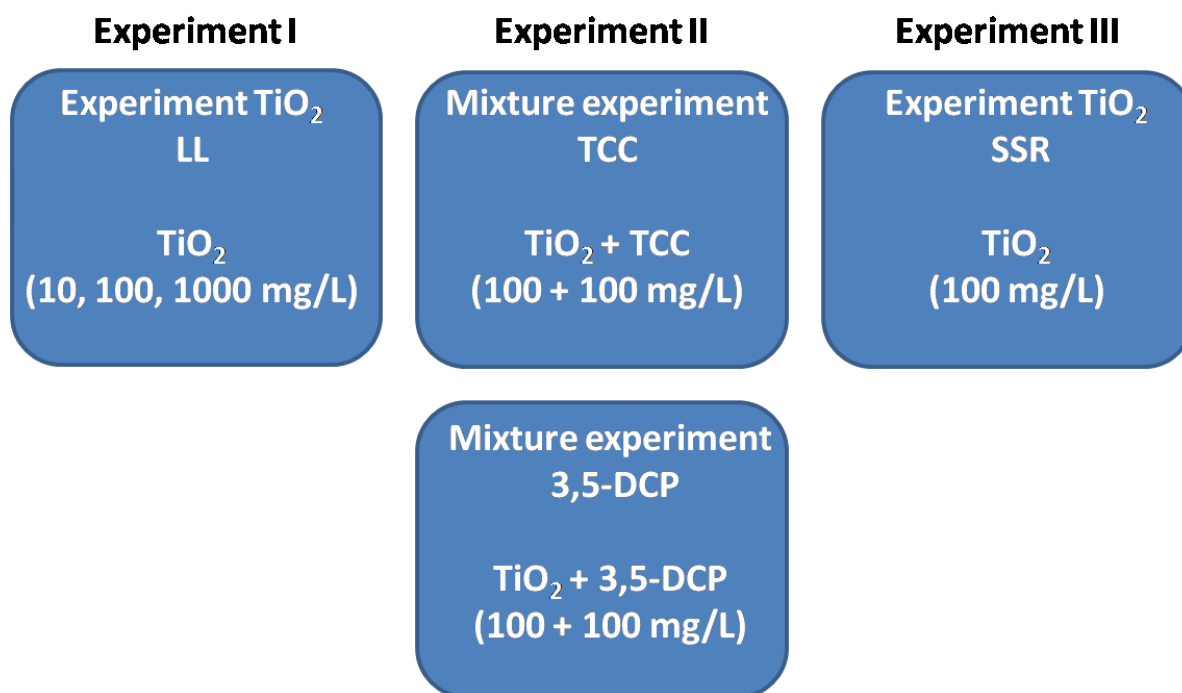 Experiment I
Experiment TiO₂
LL
TiO₂
(10, 100, 1000 mg/L)
Experiment II
Mixture experiment
TCC
TiO₂ + TCC
(100 + 100 mg/L)
Mixture experiment
3,5-DCP
TiO₂ + 3,5-DCP
(100 + 100 mg/L)
Experiment III
Experiment TiO₂
SSR
TiO₂
(100 mg/L)